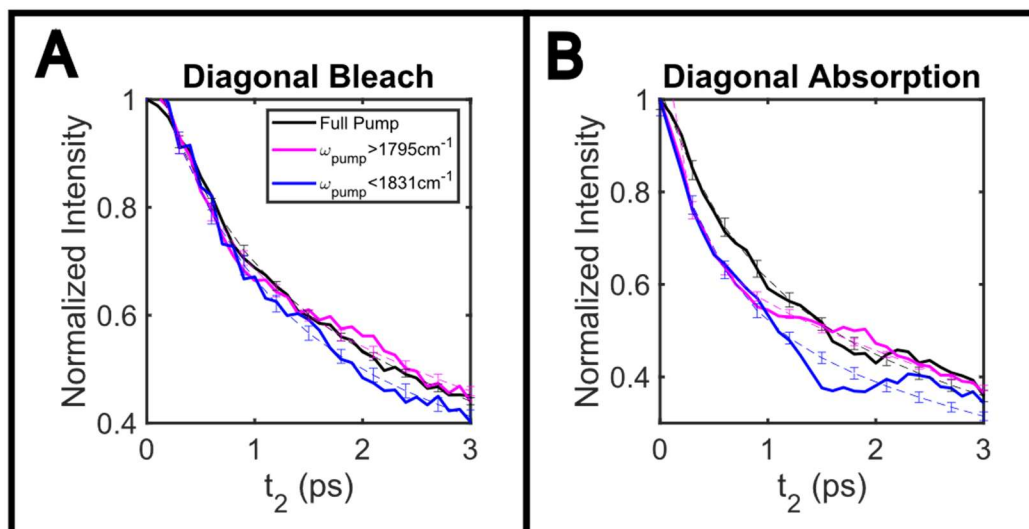 A
Diagonal Bleach
Normalized Intensity
1
0.8
0.6
0.4
Full Pump
ω_pump>1795cm⁻¹
ω_pump<1831cm⁻¹
0 1 2 3
t₂ (ps)
B
Diagonal Absorption
Normalized Intensity
1
0.8
0.6
0.4
0 1 2 3
t₂ (ps)